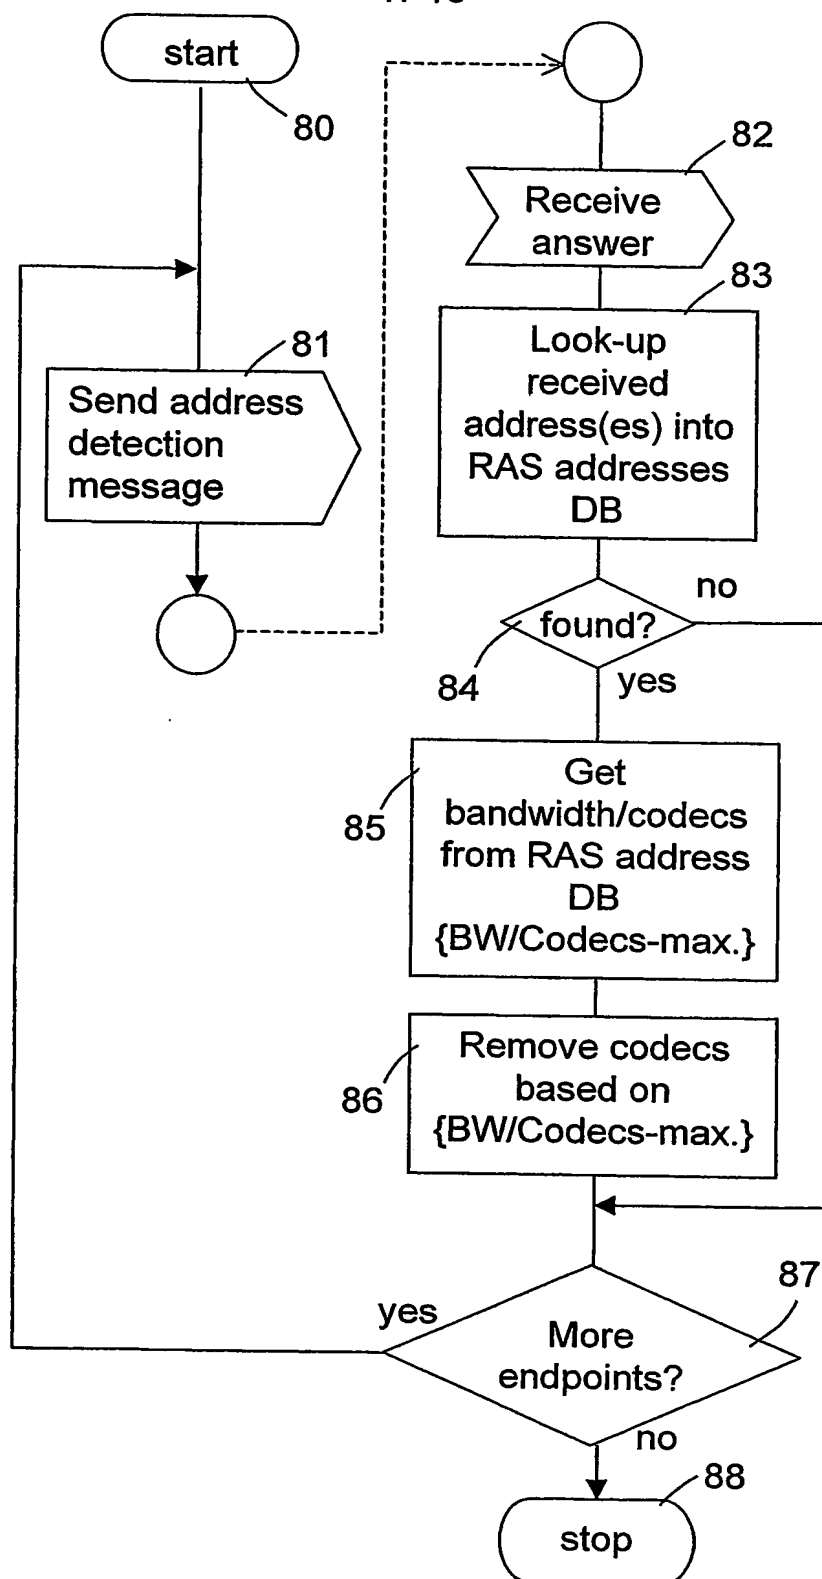 start
80
81
Send address
detection
message
82
Receive
answer
83
Look-up
received
address(es) into
RAS addresses
DB
no
found?
84
yes
85
Get
bandwidth/codecs
from RAS address
DB
{BW/Codecs-max.}
86
Remove codecs
based on
{BW/Codecs-max.}
87
yes
More
endpoints?
no
88
stop